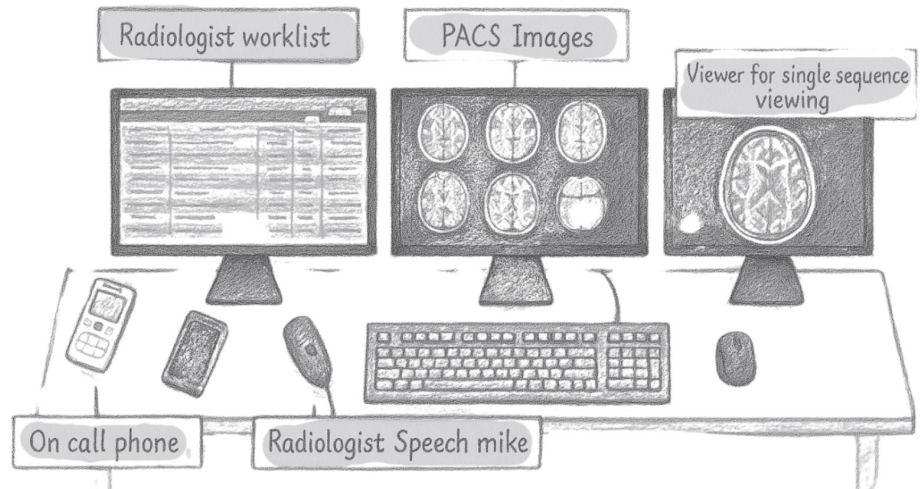 Radiologist worklist
PACS Images
Viewer for single sequence
viewing
On call phone
Radiologist Speech mike